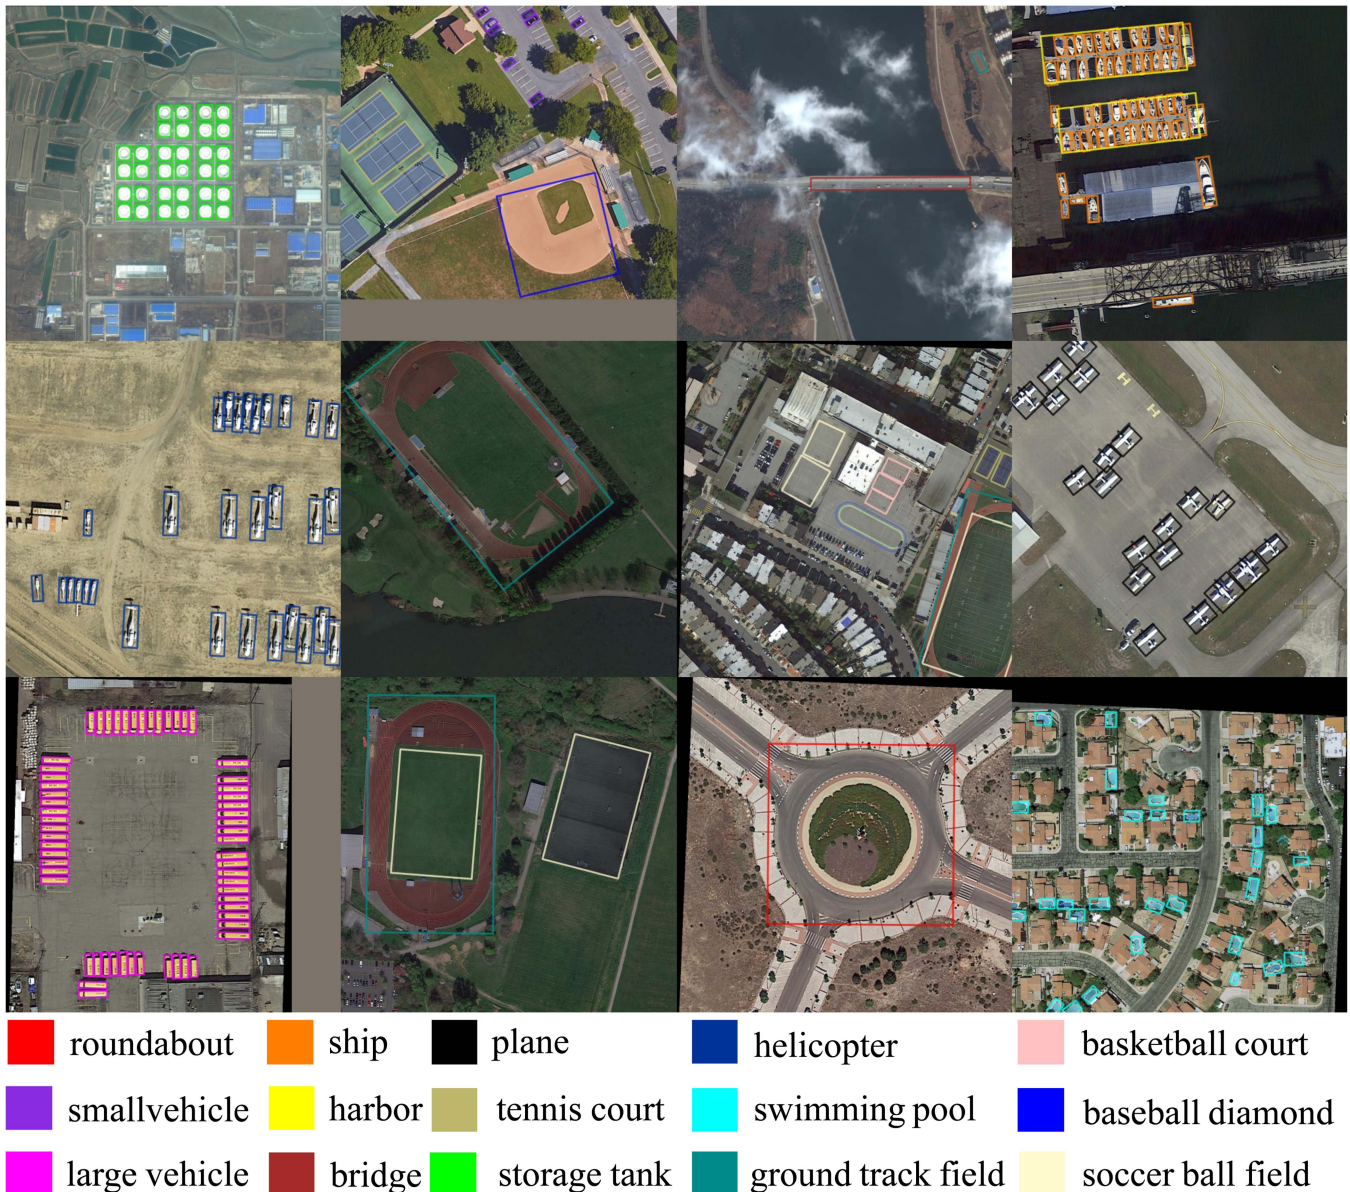 roundabout ship plane helicopter basketball court
smallvehicle harbor tennis court swimming pool baseball diamond
large vehicle bridge storage tank ground track field soccer ball field